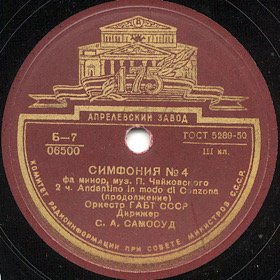 175
АПРЕЛЕВСКИЙ ЗАВОД
Б—7
06500
ГОСТ 5289-50
III кл.
СИМФОНИЯ № 4
фа минор, муз. П. Чайковского
2 ч. Andantino in modo di Canzona
(продолжение)
Оркестр ГАБТ СССР
Дирижер
С. А. САМОСУД
КОМИТЕТ РАДИОИНФОРМАЦИИ ПРИ СОВЕТЕ МИНИСТРОВ СССР